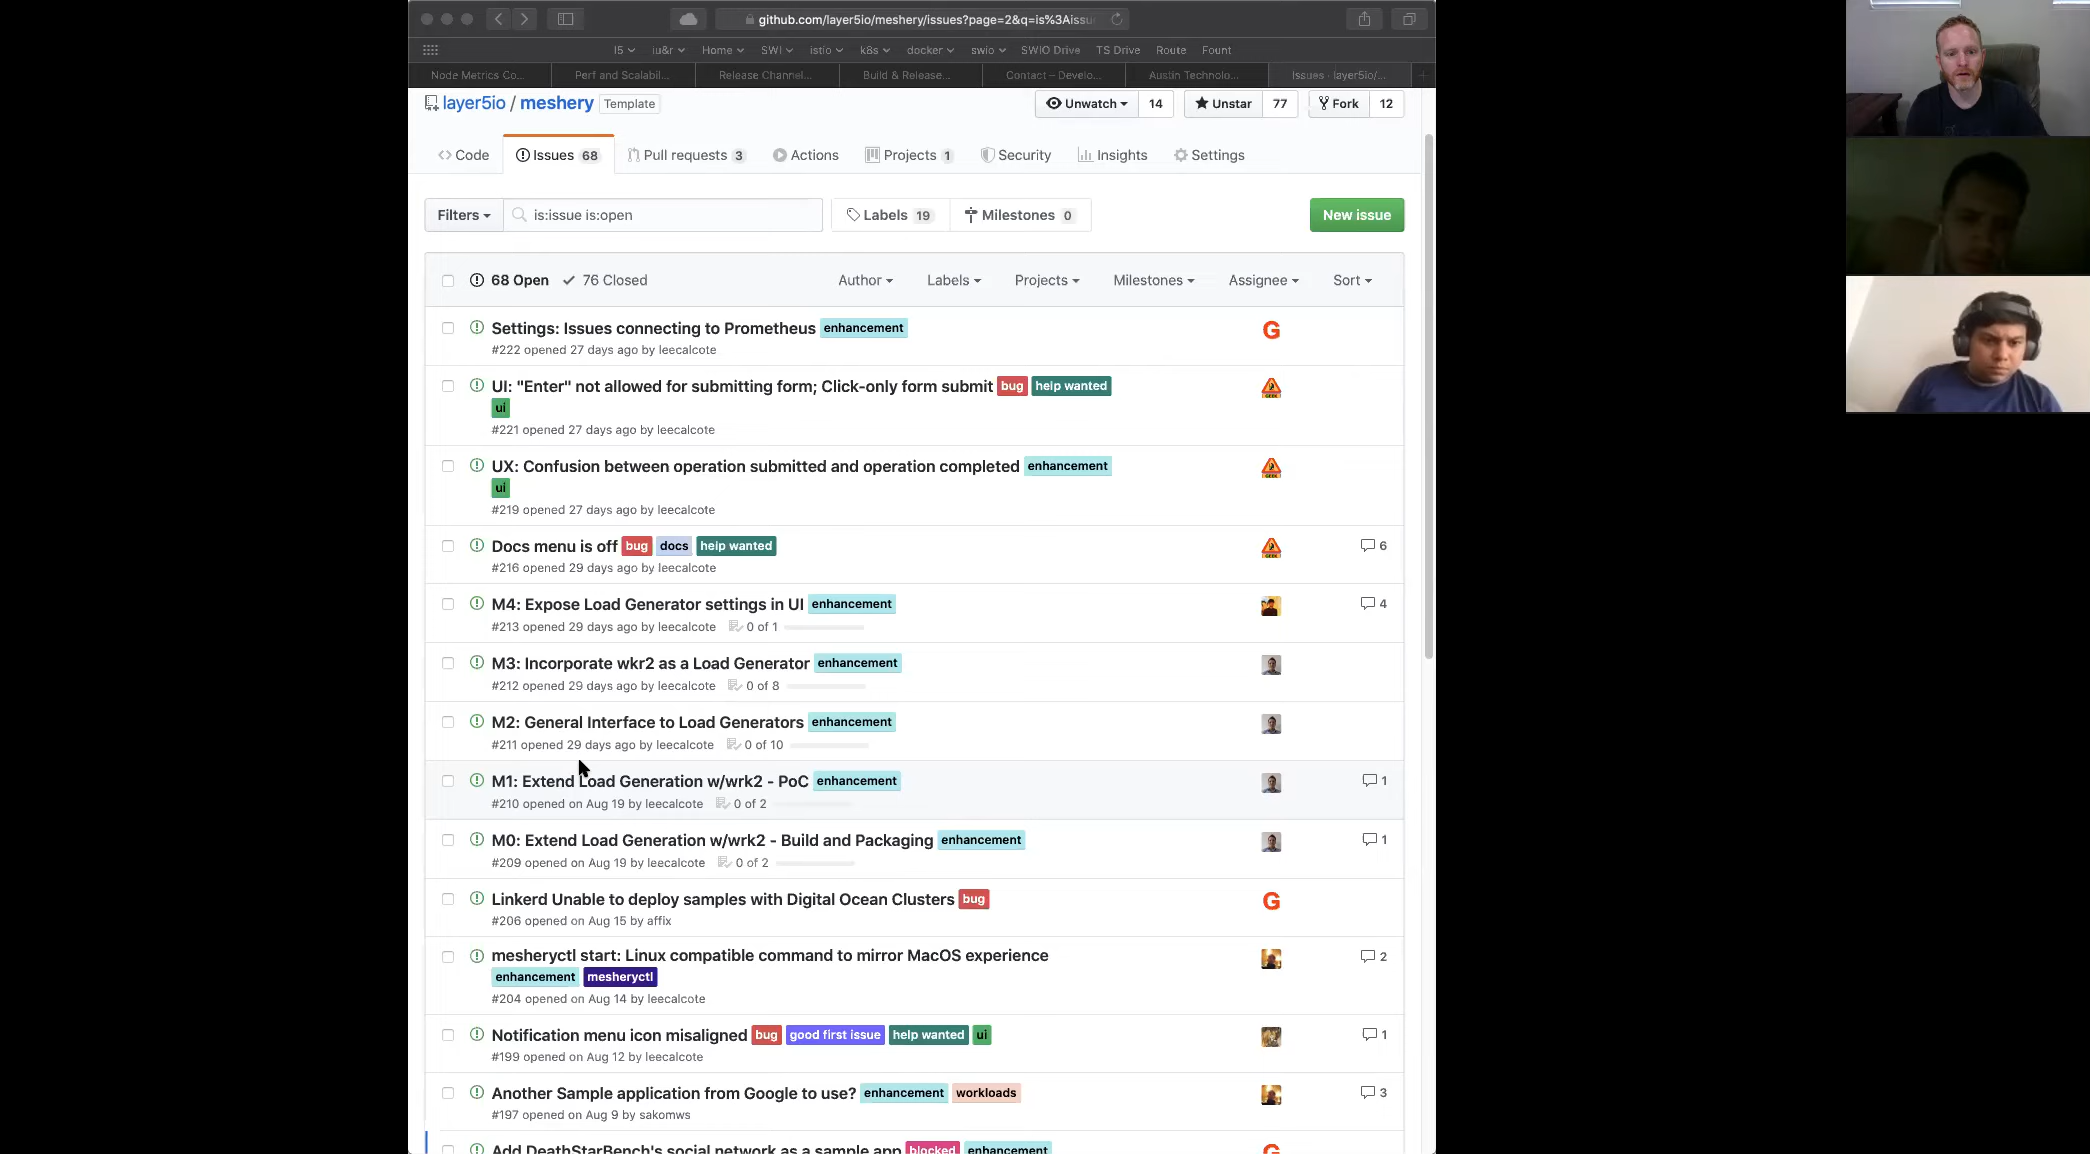 github.com/layer5io/meshery/issues?page=2&q=is%3Aissu
l5 iu&r Home SWI istio k8s docker swio SWIO Drive TS Drive Route Fount
Node Metrics Co... Perf and Scalabil... Release Channel... Build & Release... Contact – Develo... Austin Technolo... Issues · layer5io/...
layer5io / meshery Template Unwatch 14 Unstar 77 Fork 12
Code Issues 68 Pull requests 3 Actions Projects 1 Security Insights Settings
Filters is:issue is:open Labels 19 Milestones 0 New issue
68 Open 76 Closed Author Labels Projects Milestones Assignee Sort
Settings: Issues connecting to Prometheus enhancement
#222 opened 27 days ago by leecalcote
UI: "Enter" not allowed for submitting form; Click-only form submit bug help wanted
ui
#221 opened 27 days ago by leecalcote
UX: Confusion between operation submitted and operation completed enhancement
ui
#219 opened 27 days ago by leecalcote
Docs menu is off bug docs help wanted 6
#216 opened 29 days ago by leecalcote
M4: Expose Load Generator settings in UI enhancement 4
#213 opened 29 days ago by leecalcote 0 of 1
M3: Incorporate wkr2 as a Load Generator enhancement
#212 opened 29 days ago by leecalcote 0 of 8
M2: General Interface to Load Generators enhancement
#211 opened 29 days ago by leecalcote 0 of 10
M1: Extend Load Generation w/wrk2 - PoC enhancement 1
#210 opened on Aug 19 by leecalcote 0 of 2
M0: Extend Load Generation w/wrk2 - Build and Packaging enhancement 1
#209 opened on Aug 19 by leecalcote 0 of 2
Linkerd Unable to deploy samples with Digital Ocean Clusters bug
#206 opened on Aug 15 by affix
mesheryctl start: Linux compatible command to mirror MacOS experience 2
enhancement mesheryctl
#204 opened on Aug 14 by leecalcote
Notification menu icon misaligned bug good first issue help wanted ui 1
#199 opened on Aug 12 by leecalcote
Another Sample application from Google to use? enhancement workloads 3
#197 opened on Aug 9 by sakomws
Add DeathStarBench's social network as a sample app blocked enhancement